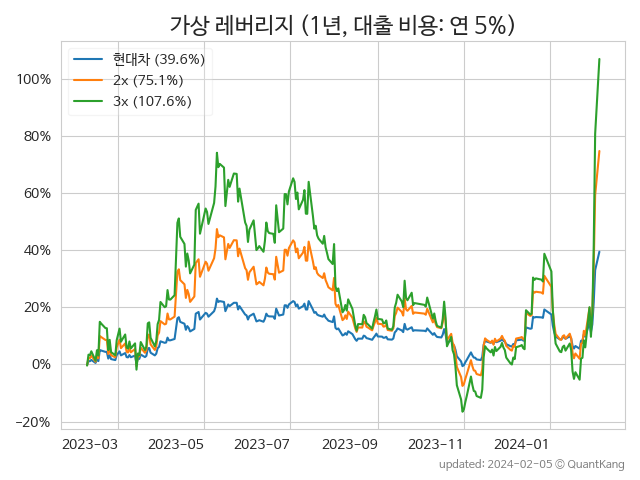 가상 레버리지 (1년, 대출 비용: 연 5%)
현대차 (39.6%)
2x (75.1%)
3x (107.6%)
100%
80%
60%
40%
20%
0%
−20%
2023-03 2023-05 2023-07 2023-09 2023-11 2024-01
updated: 2024-02-05 © QuantKang